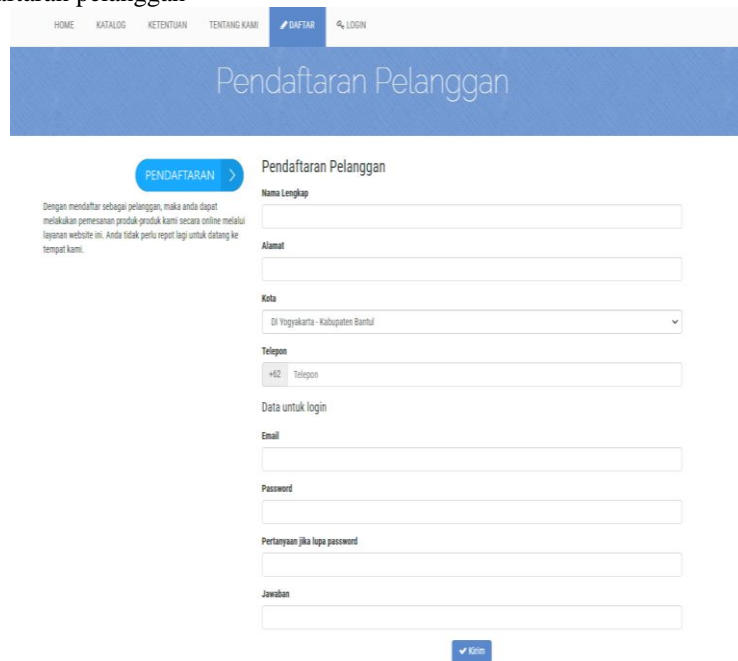 pelanggan
HOME KATALOG KETENTUAN TENTANG KAMI DAFTAR LOGIN
Pendaftaran Pelanggan
PENDAFTARAN
Dengan mendaftar sebagai pelanggan, maka anda dapat
melakukan pemesanan produk-produk kami secara online melalui
layanan website ini. Anda tidak perlu repot lagi untuk datang ke
tempat kami.
Pendaftaran Pelanggan
Nama Lengkap
Alamat
Kota
DI Yogyakarta - Kabupaten Bantul
Telepon
+62 Telepon
Data untuk login
Email
Password
Pertanyaan jika lupa password
Jawaban
Kirim